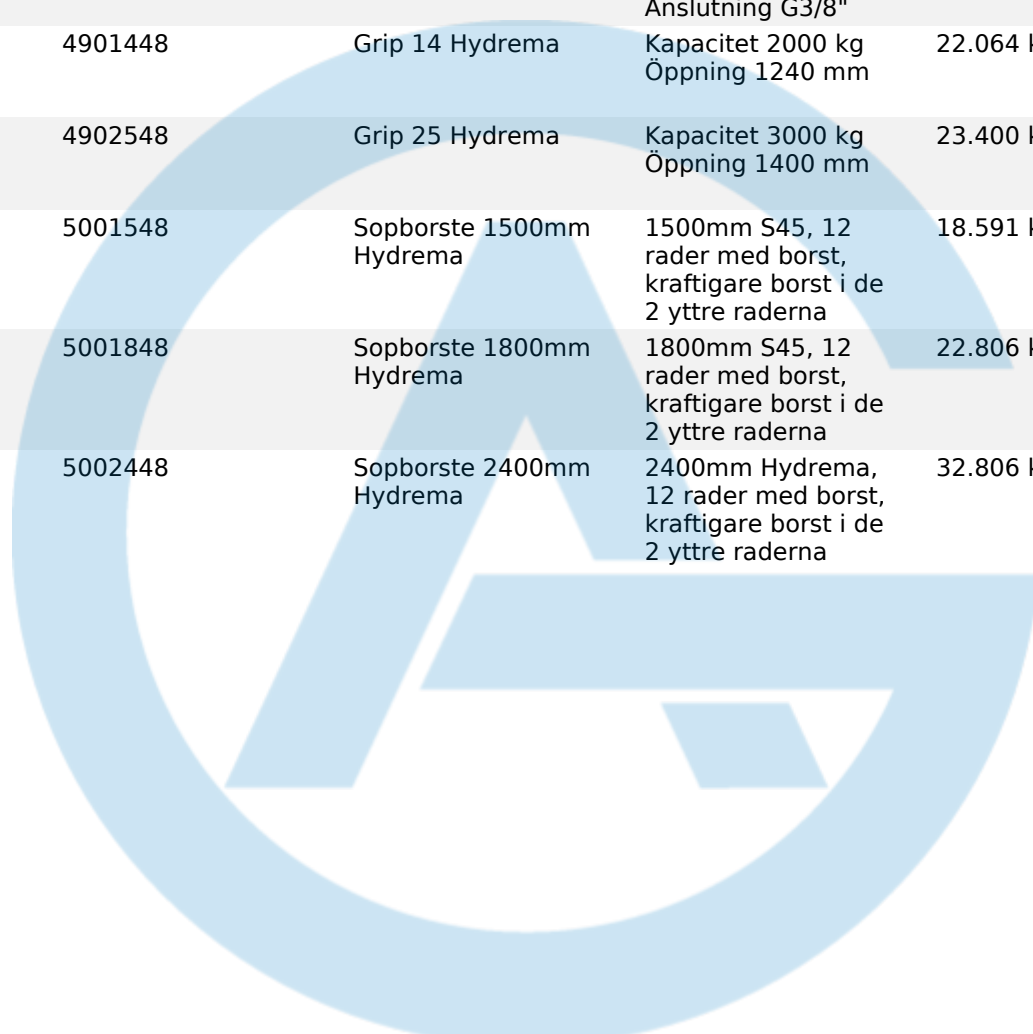 Anslutning G3/8"
4901448 Grip 14 Hydrema Kapacitet 2000 kg 22.064 k
Öppning 1240 mm
4902548 Grip 25 Hydrema Kapacitet 3000 kg 23.400 k
Öppning 1400 mm
5001548 Sopborste 1500mm 1500mm S45, 12 18.591 k
Hydrema rader med borst,
kraftigare borst i de
2 yttre raderna
5001848 Sopborste 1800mm 1800mm S45, 12 22.806 k
Hydrema rader med borst,
kraftigare borst i de
2 yttre raderna
5002448 Sopborste 2400mm 2400mm Hydrema, 32.806 k
Hydrema 12 rader med borst,
kraftigare borst i de
2 yttre raderna